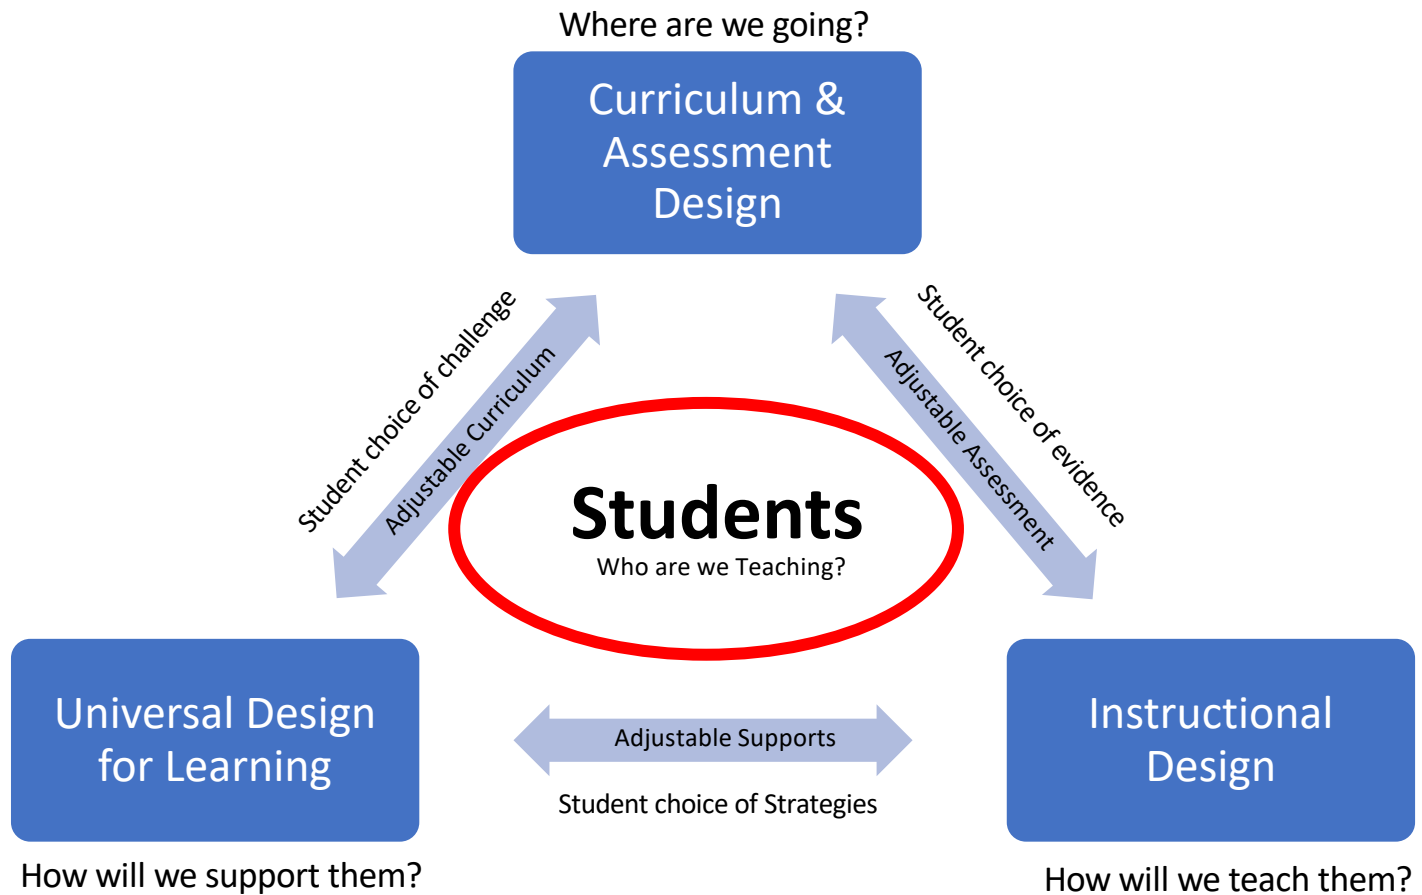 Where are we going?
Curriculum &
Assessment
Design
Student choice of challenge
Adjustable Curriculum
Adjustable Assessment
Student choice of evidence
Students
Who are we Teaching?
Universal Design
for Learning
Adjustable Supports
Student choice of Strategies
Instructional
Design
How will we support them?
How will we teach them?